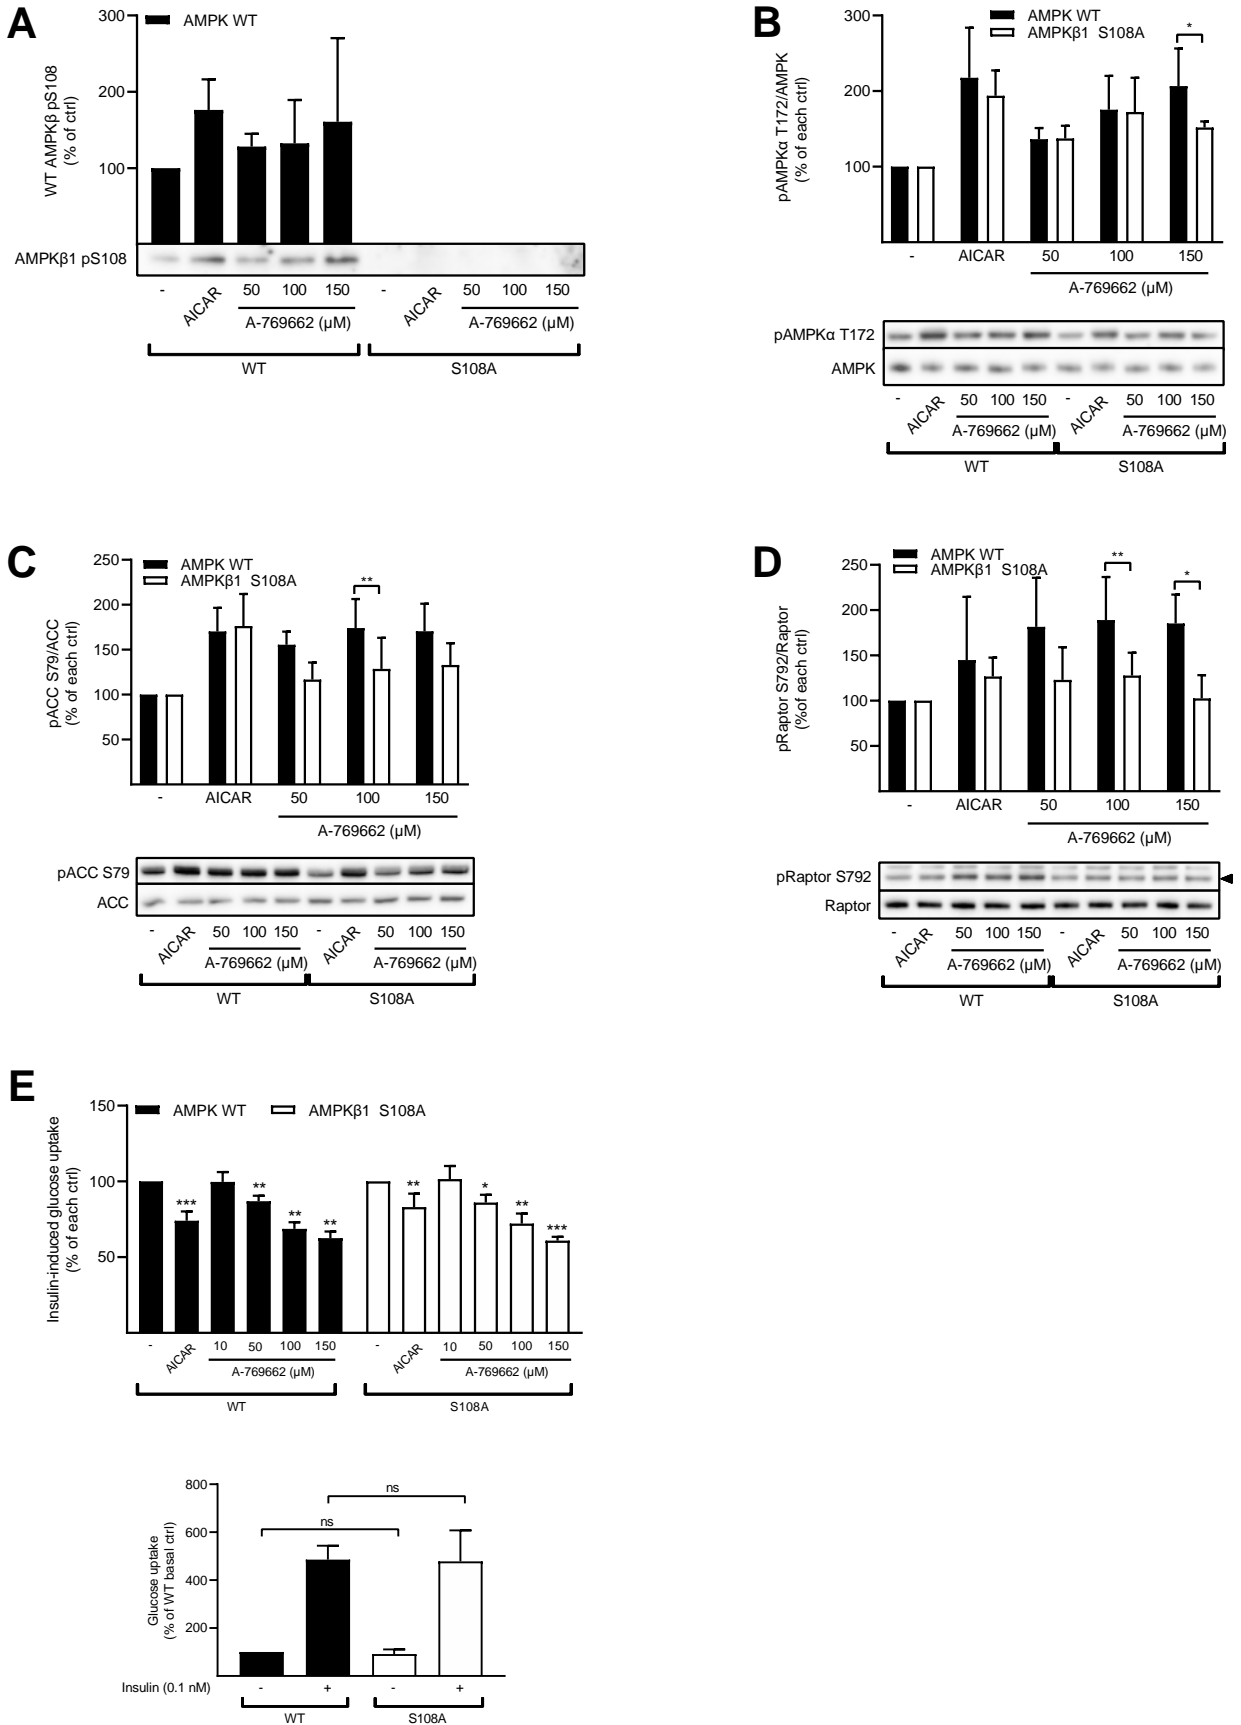 A
300
AMPK WT
WT AMPKβ pS108
(% of ctrl)
200
100
AMPKβ1 pS108
- AICAR 50 100 150 - AICAR 50 100 150
A-769662 (µM) A-769662 (µM)
WT S108A
B
300
AMPK WT
AMPKβ1 S108A
*
pAMPKα T172/AMPK
(% of each ctrl)
200
100
- AICAR 50 100 150
A-769662 (µM)
pAMPKα T172
AMPK
- AICAR 50 100 150 - AICAR 50 100 150
A-769662 (µM) A-769662 (µM)
WT S108A
C
250
AMPK WT
AMPKβ1 S108A
**
pACC S79/ACC
(% of each ctrl)
200
150
100
50
- AICAR 50 100 150
A-769662 (µM)
pACC S79
ACC
- AICAR 50 100 150 - AICAR 50 100 150
A-769662 (µM) A-769662 (µM)
WT S108A
D
250
AMPK WT
AMPKβ1 S108A
** *
pRaptor S792/Raptor
(%of each ctrl)
200
150
100
50
- AICAR 50 100 150
A-769662 (µM)
pRaptor S792
Raptor
- AICAR 50 100 150 - AICAR 50 100 150
A-769662 (µM) A-769662 (µM)
WT S108A
E
150
AMPK WT AMPKβ1 S108A
Insulin-induced glucose uptake
(% of each ctrl)
100
50
*** ** ** ** ** * ** ***
- AICAR 10 50 100 150 - AICAR 10 50 100 150
A-769662 (µM) A-769662 (µM)
WT S108A
800
ns
ns
Glucose uptake
(% of WT basal ctrl)
600
400
200
Insulin (0.1 nM) - + - +
WT S108A